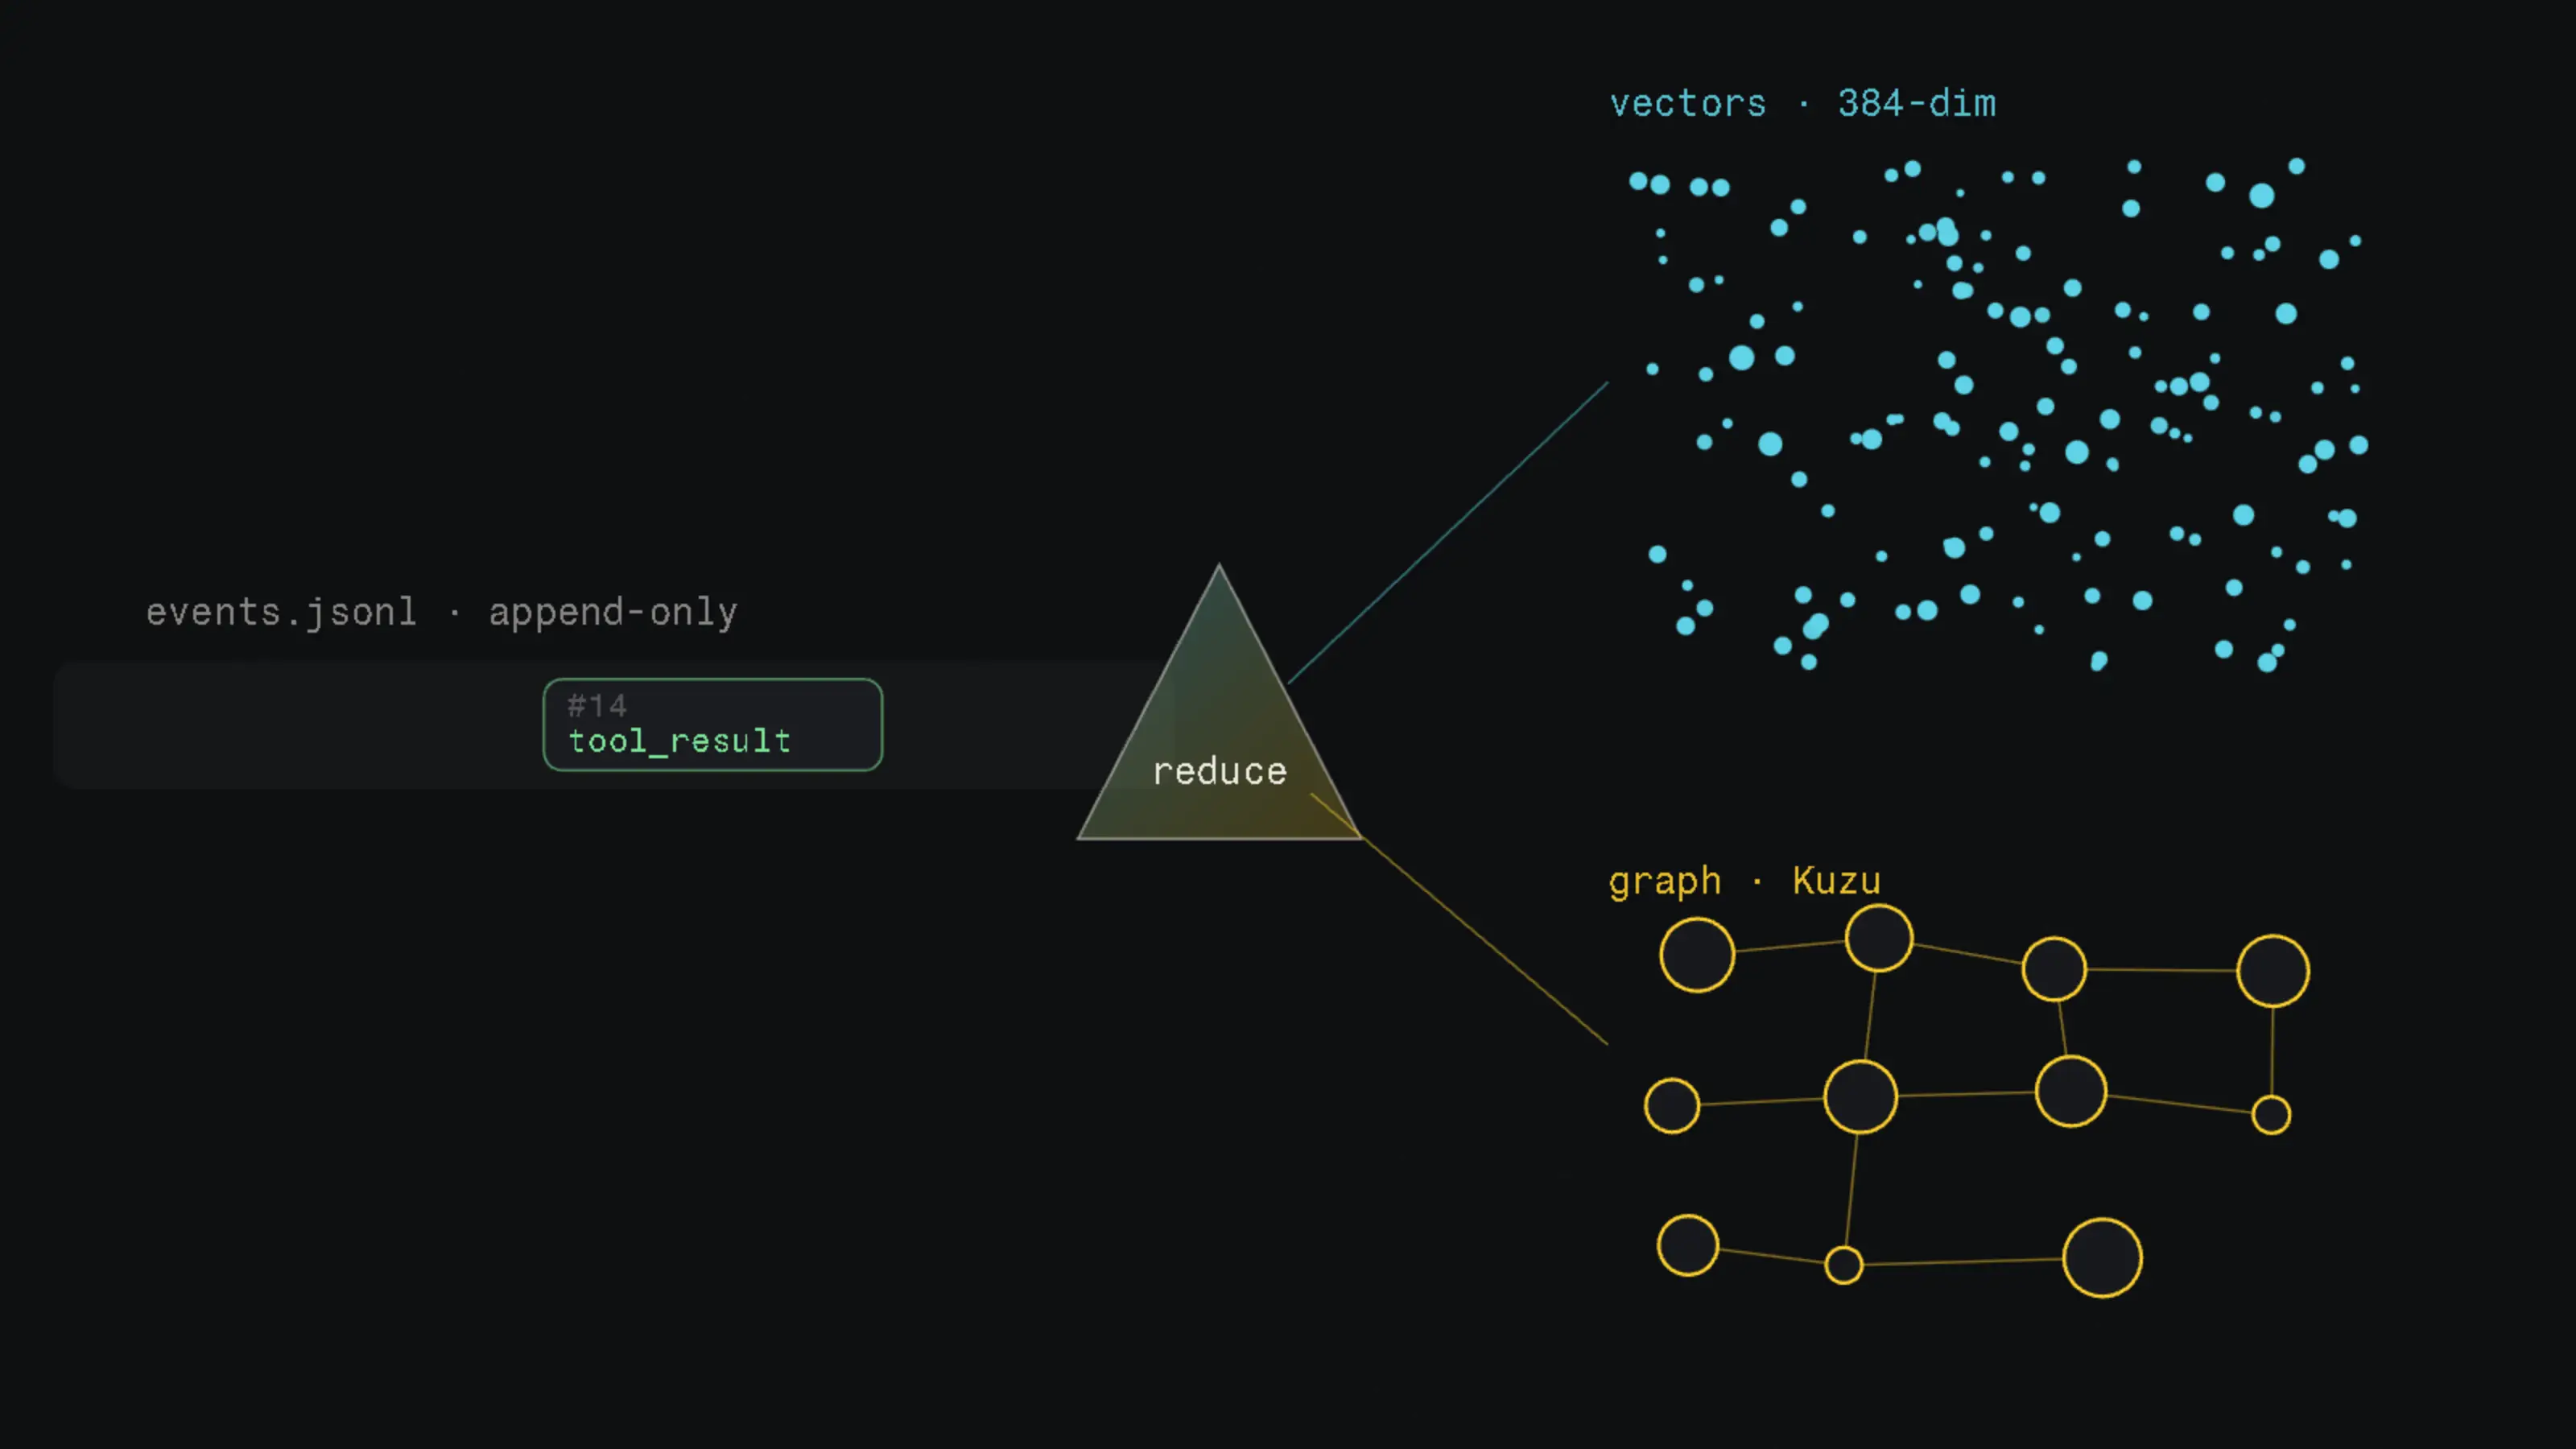 vectors · 384-dim
events.jsonl · append-only
#14
tool_result
reduce
graph · Kuzu